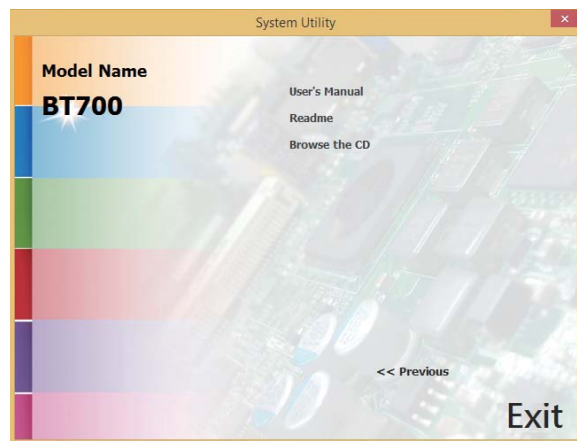 System Utility
Model Name
BT700
User's Manual
Readme
Browse the CD
<< Previous
Exit